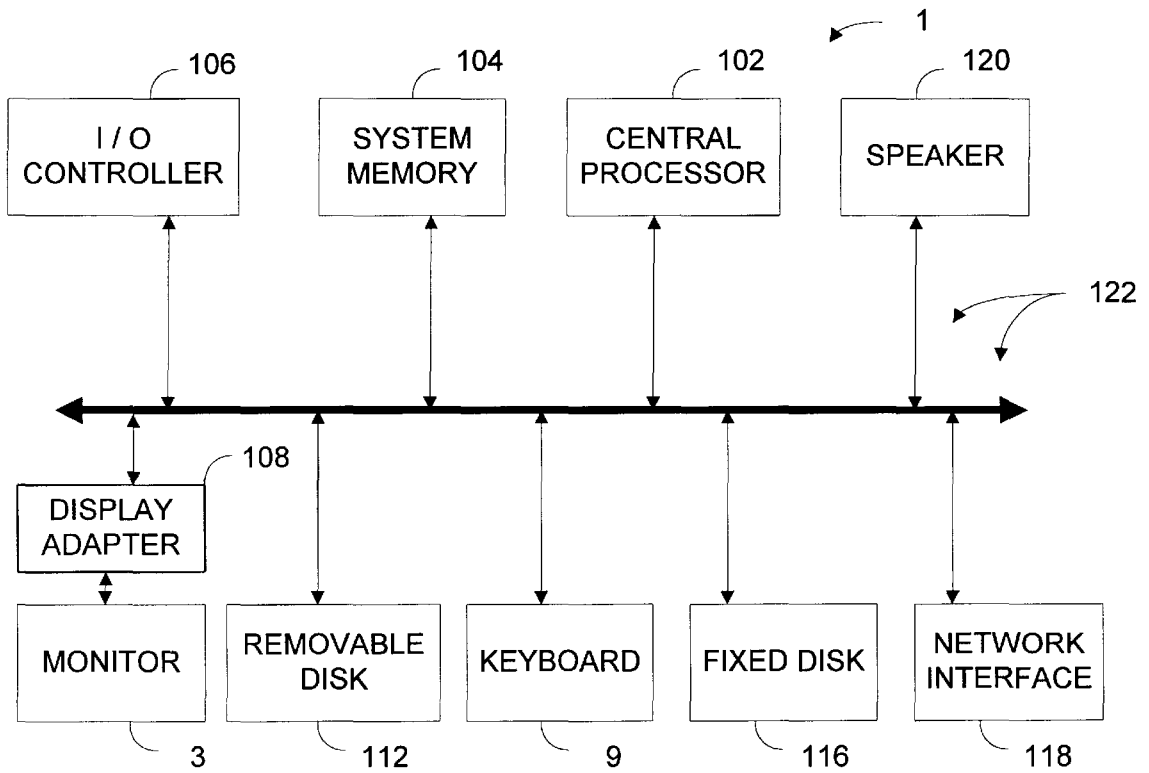 1
106
104
102
120
I / O
CONTROLLER
SYSTEM
MEMORY
CENTRAL
PROCESSOR
SPEAKER
122
108
DISPLAY
ADAPTER
MONITOR
REMOVABLE
DISK
KEYBOARD
FIXED DISK
NETWORK
INTERFACE
3
112
9
116
118